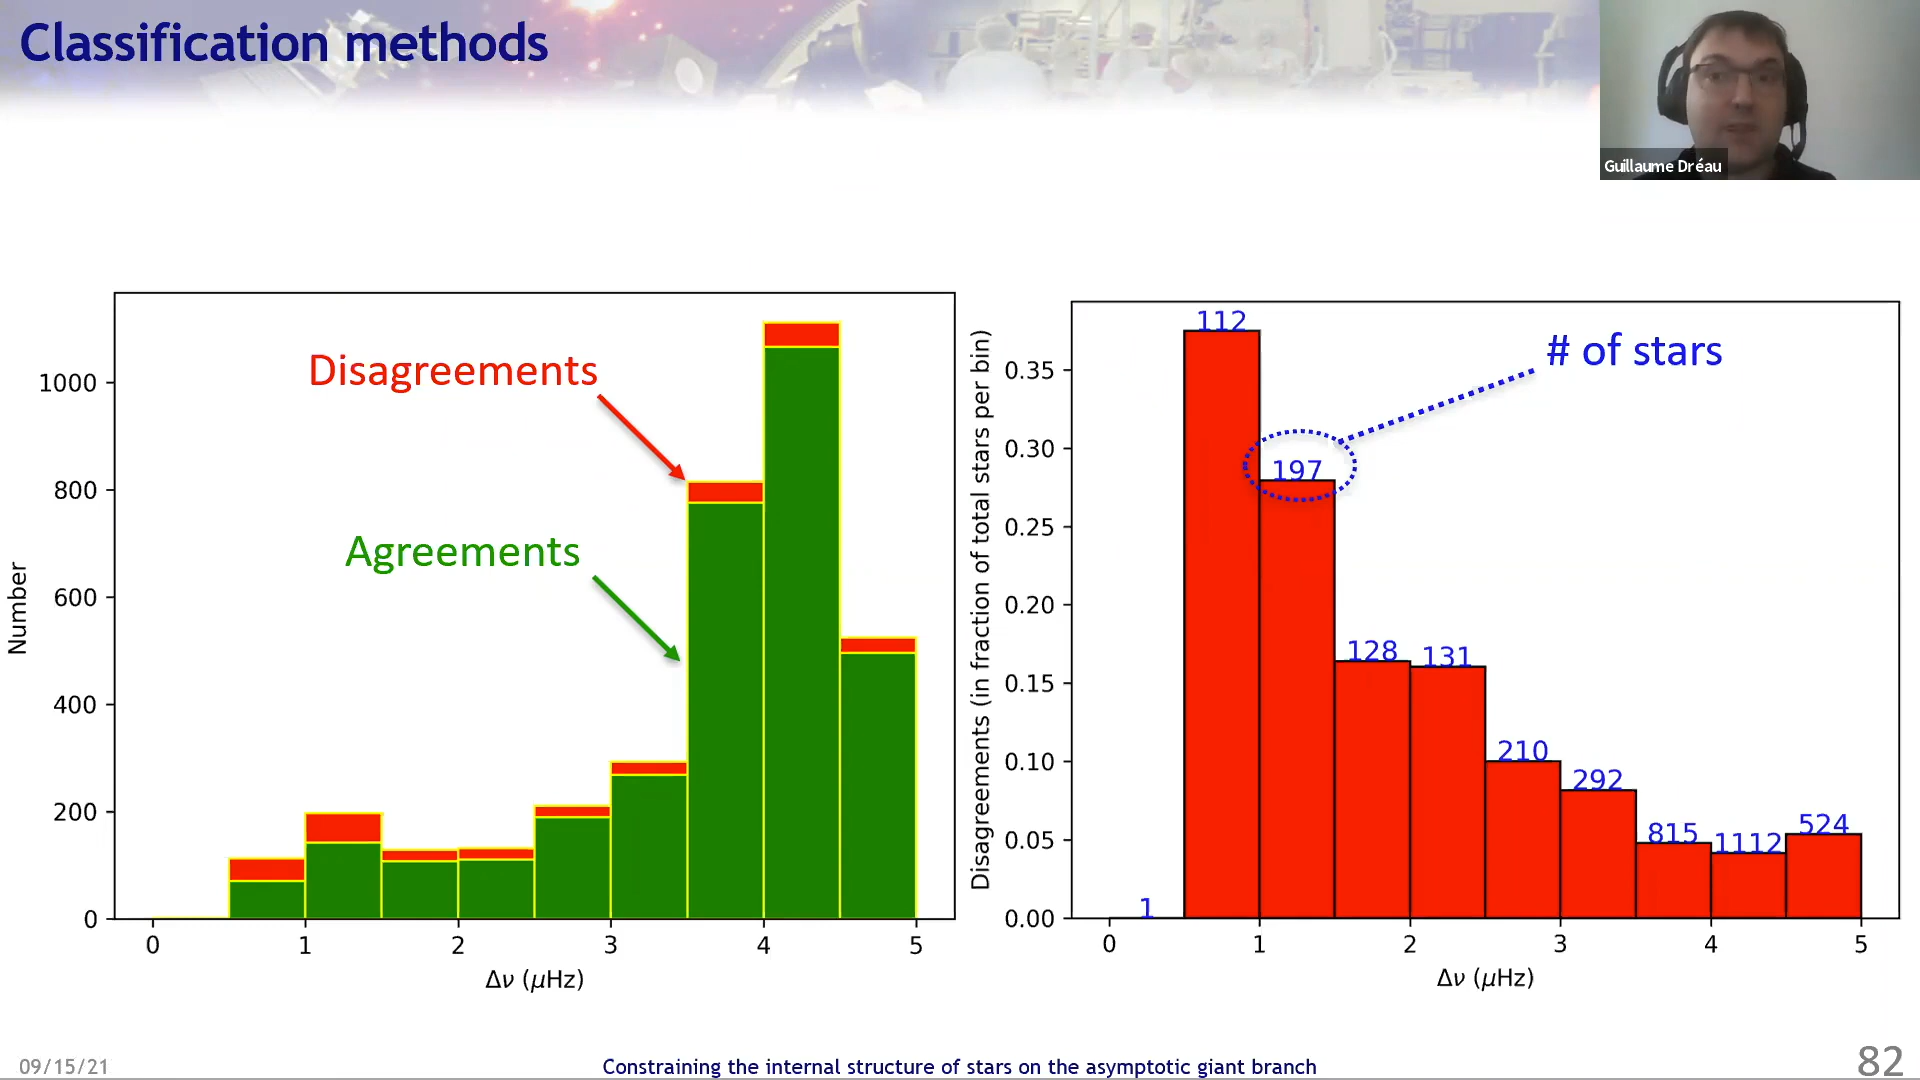 Classification methods
Guillaume Dréau
Disagreements
Agreements
Number
0
200
400
600
800
1000
0 1 2 3 4 5
Δν (μHz)
# of stars
Disagreements (in fraction of total stars per bin)
0.00
0.05
0.10
0.15
0.20
0.25
0.30
0.35
1 112 197 128 131 210 292 815 1112 524
0 1 2 3 4 5
Δν (μHz)
09/15/21
Constraining the internal structure of stars on the asymptotic giant branch
82